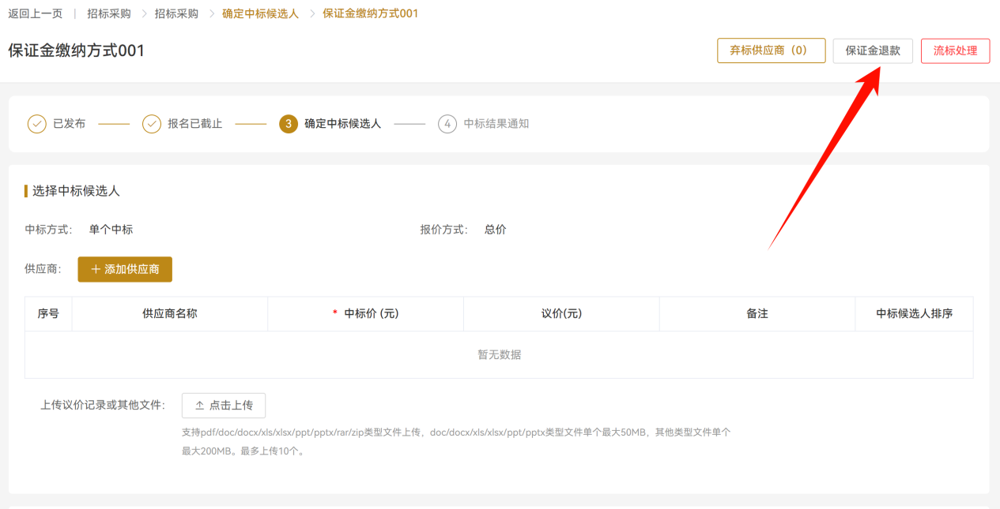 返回上一页 | 招标采购 > 招标采购 > 确定中标候选人 > 保证金缴纳方式001
保证金缴纳方式001
弃标供应商（0） 保证金退款 流标处理
已发布 报名已截止 3 确定中标候选人 4 中标结果通知
选择中标候选人
中标方式： 单个中标 报价方式： 总价
供应商： + 添加供应商
序号 供应商名称 * 中标价 (元) 议价(元) 备注 中标候选人排序
暂无数据
上传议价记录或其他文件： 点击上传
支持pdf/doc/docx/xls/xlsx/ppt/pptx/rar/zip类型文件上传，doc/docx/xls/xlsx/ppt/pptx类型文件单个最大50MB，其他类型文件单个
最大200MB。最多上传10个。